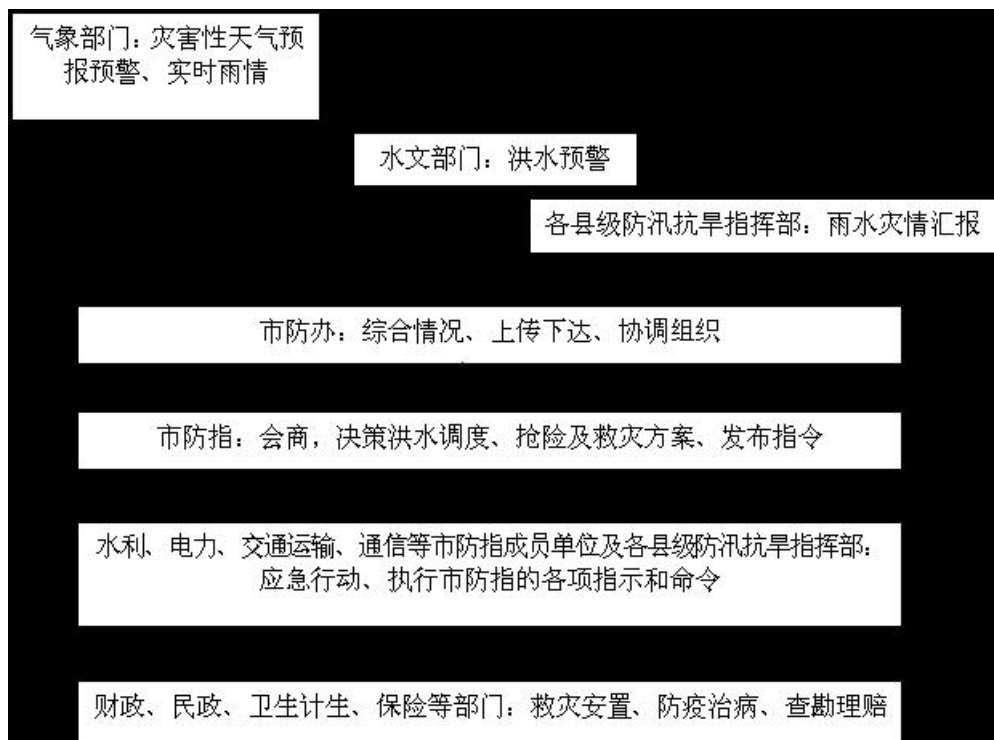 气象部门：灾害性天气预
报预警、实时雨情
水文部门：洪水预警
各县级防汛抗旱指挥部：雨水灾情汇报
市防办：综合情况、上传下达、协调组织
市防指：会商，决策洪水调度、抢险及救灾方案、发布指令
水利、电力、交通运输、通信等市防指成员单位及各县级防汛抗旱指挥部：
应急行动、执行市防指的各项指示和命令
财政、民政、卫生计生、保险等部门：救灾安置、防疫治病、查勘理赔